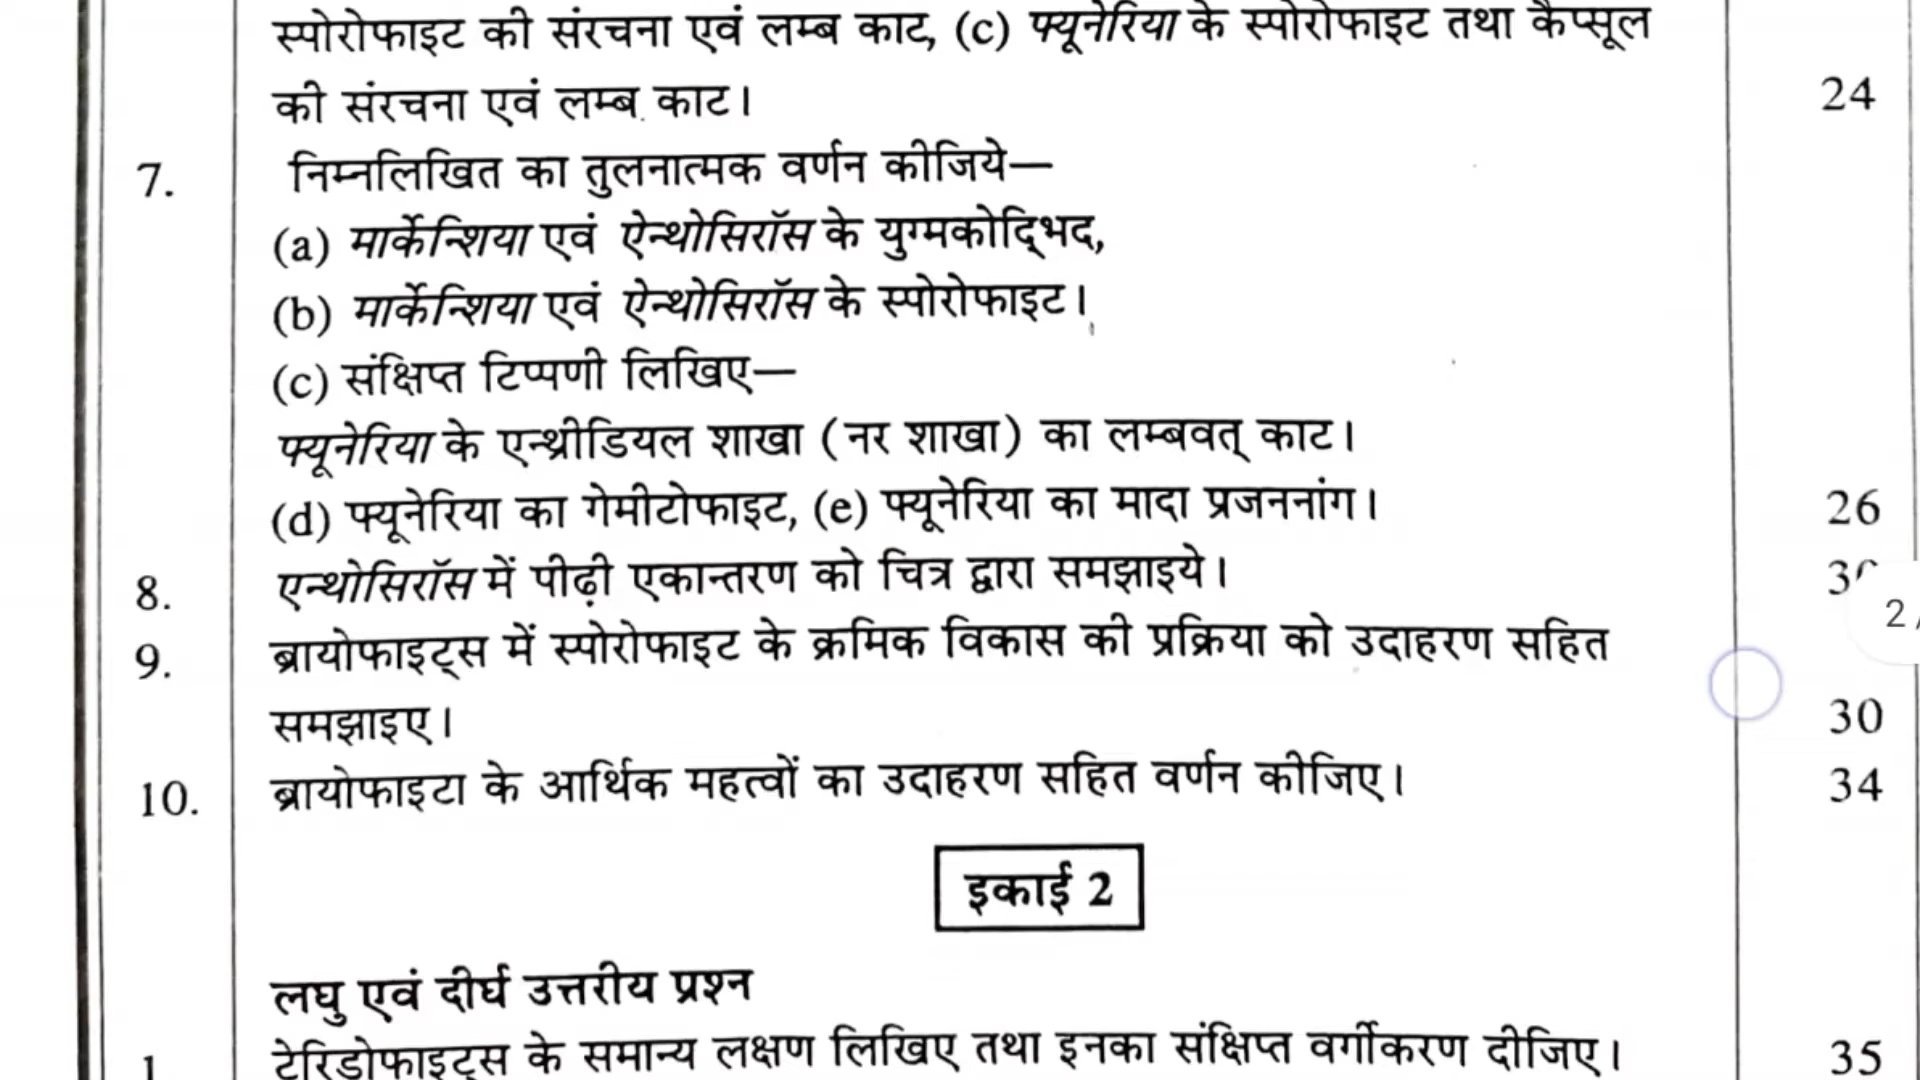 स्पोरोफाइट की संरचना एवं लम्ब काट, (c) फ्यूनेरिया के स्पोरोफाइट तथा कैप्सूल
की संरचना एवं लम्ब काट। 24
7. निम्नलिखित का तुलनात्मक वर्णन कीजिये—
(a) मार्केन्शिया एवं ऐन्थोसिरॉस के युग्मकोद्भिद,
(b) मार्केन्शिया एवं ऐन्थोसिरॉस के स्पोरोफाइट।
(c) संक्षिप्त टिप्पणी लिखिए—
फ्यूनेरिया के एन्थ्रीडियल शाखा (नर शाखा) का लम्बवत् काट।
(d) फ्यूनेरिया का गेमीटोफाइट, (e) फ्यूनेरिया का मादा प्रजननांग। 26
8. एन्थोसिरॉस में पीढ़ी एकान्तरण को चित्र द्वारा समझाइये।
2/
9. ब्रायोफाइट्स में स्पोरोफाइट के क्रमिक विकास की प्रक्रिया को उदाहरण सहित
समझाइए। 30
10. ब्रायोफाइटा के आर्थिक महत्वों का उदाहरण सहित वर्णन कीजिए। 34
इकाई 2
लघु एवं दीर्घ उत्तरीय प्रश्न
1 टेरिडोफाइट्स के समान्य लक्षण लिखिए तथा इनका संक्षिप्त वर्गीकरण दीजिए। 35